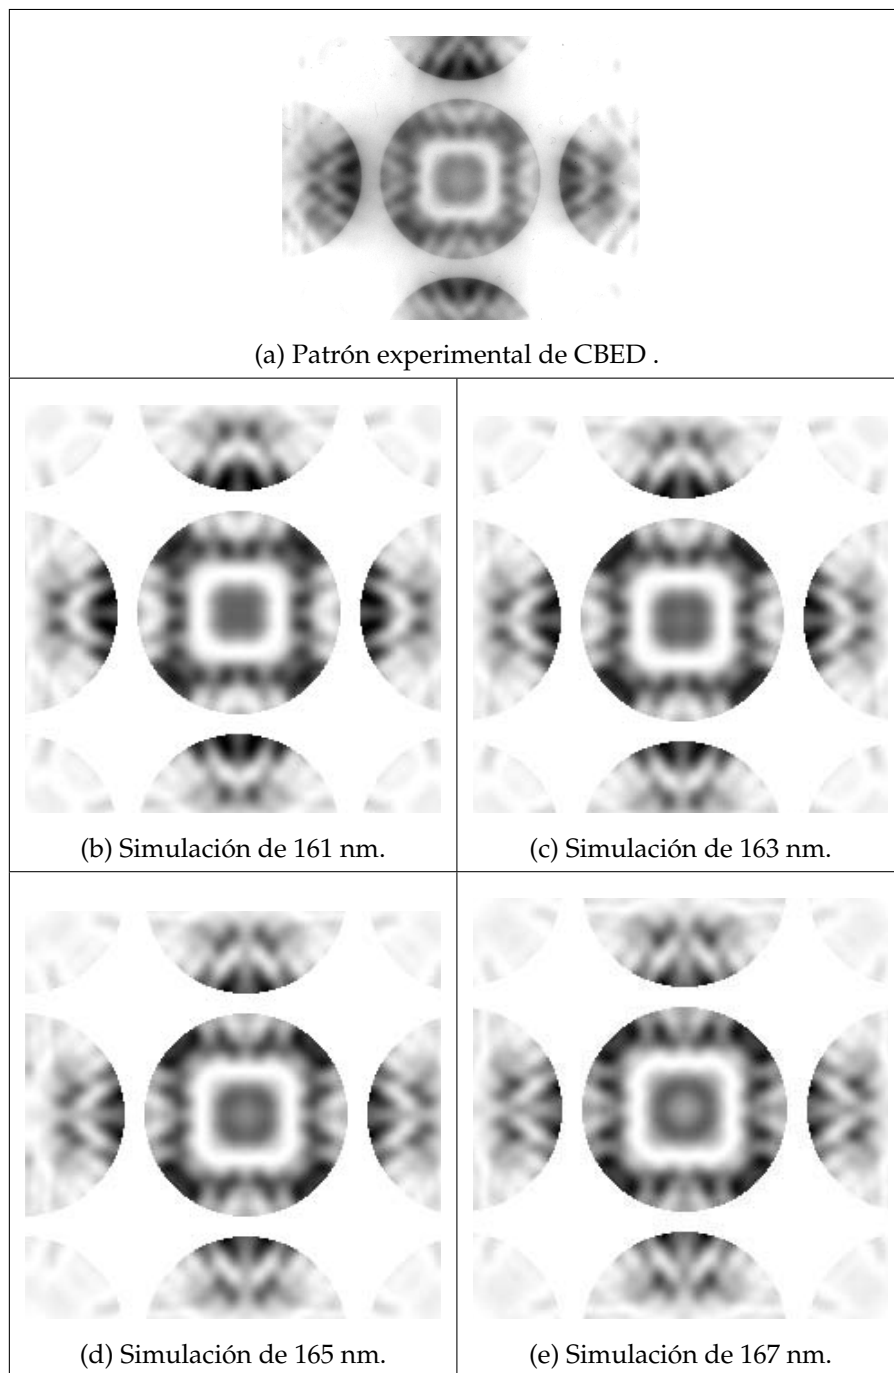 (a) Patrón experimental de CBED .
(b) Simulación de 161 nm.
(c) Simulación de 163 nm.
(d) Simulación de 165 nm.
(e) Simulación de 167 nm.